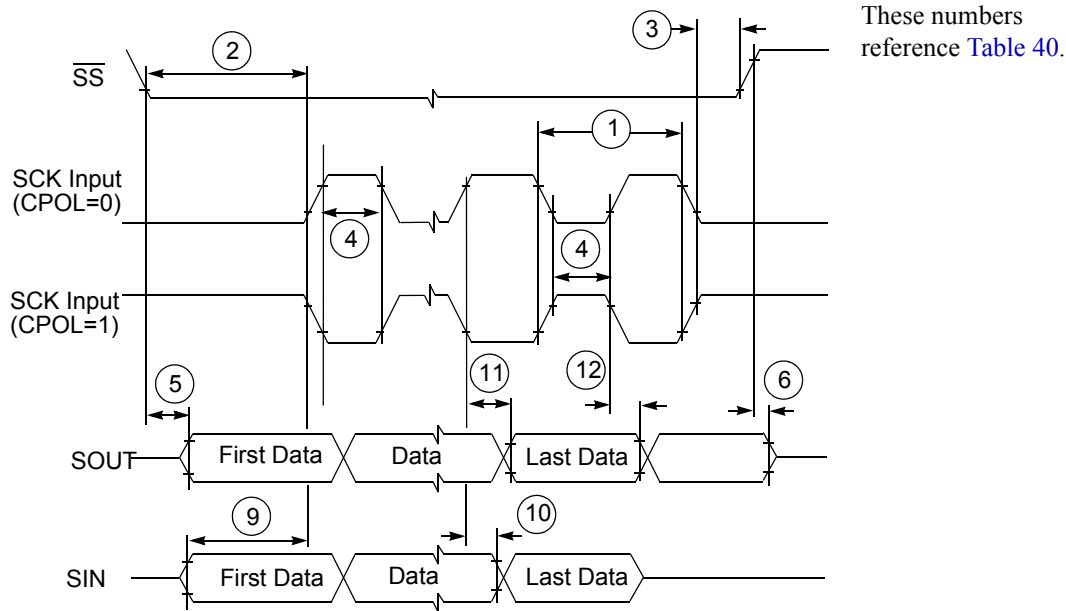 These numbers
reference Table 40.
3
2
SS
1
SCK Input
(CPOL=0)
4
4
SCK Input
(CPOL=1)
5
11
12
6
SOUT
First Data
Data
Last Data
9
10
SIN
First Data
Data
Last Data